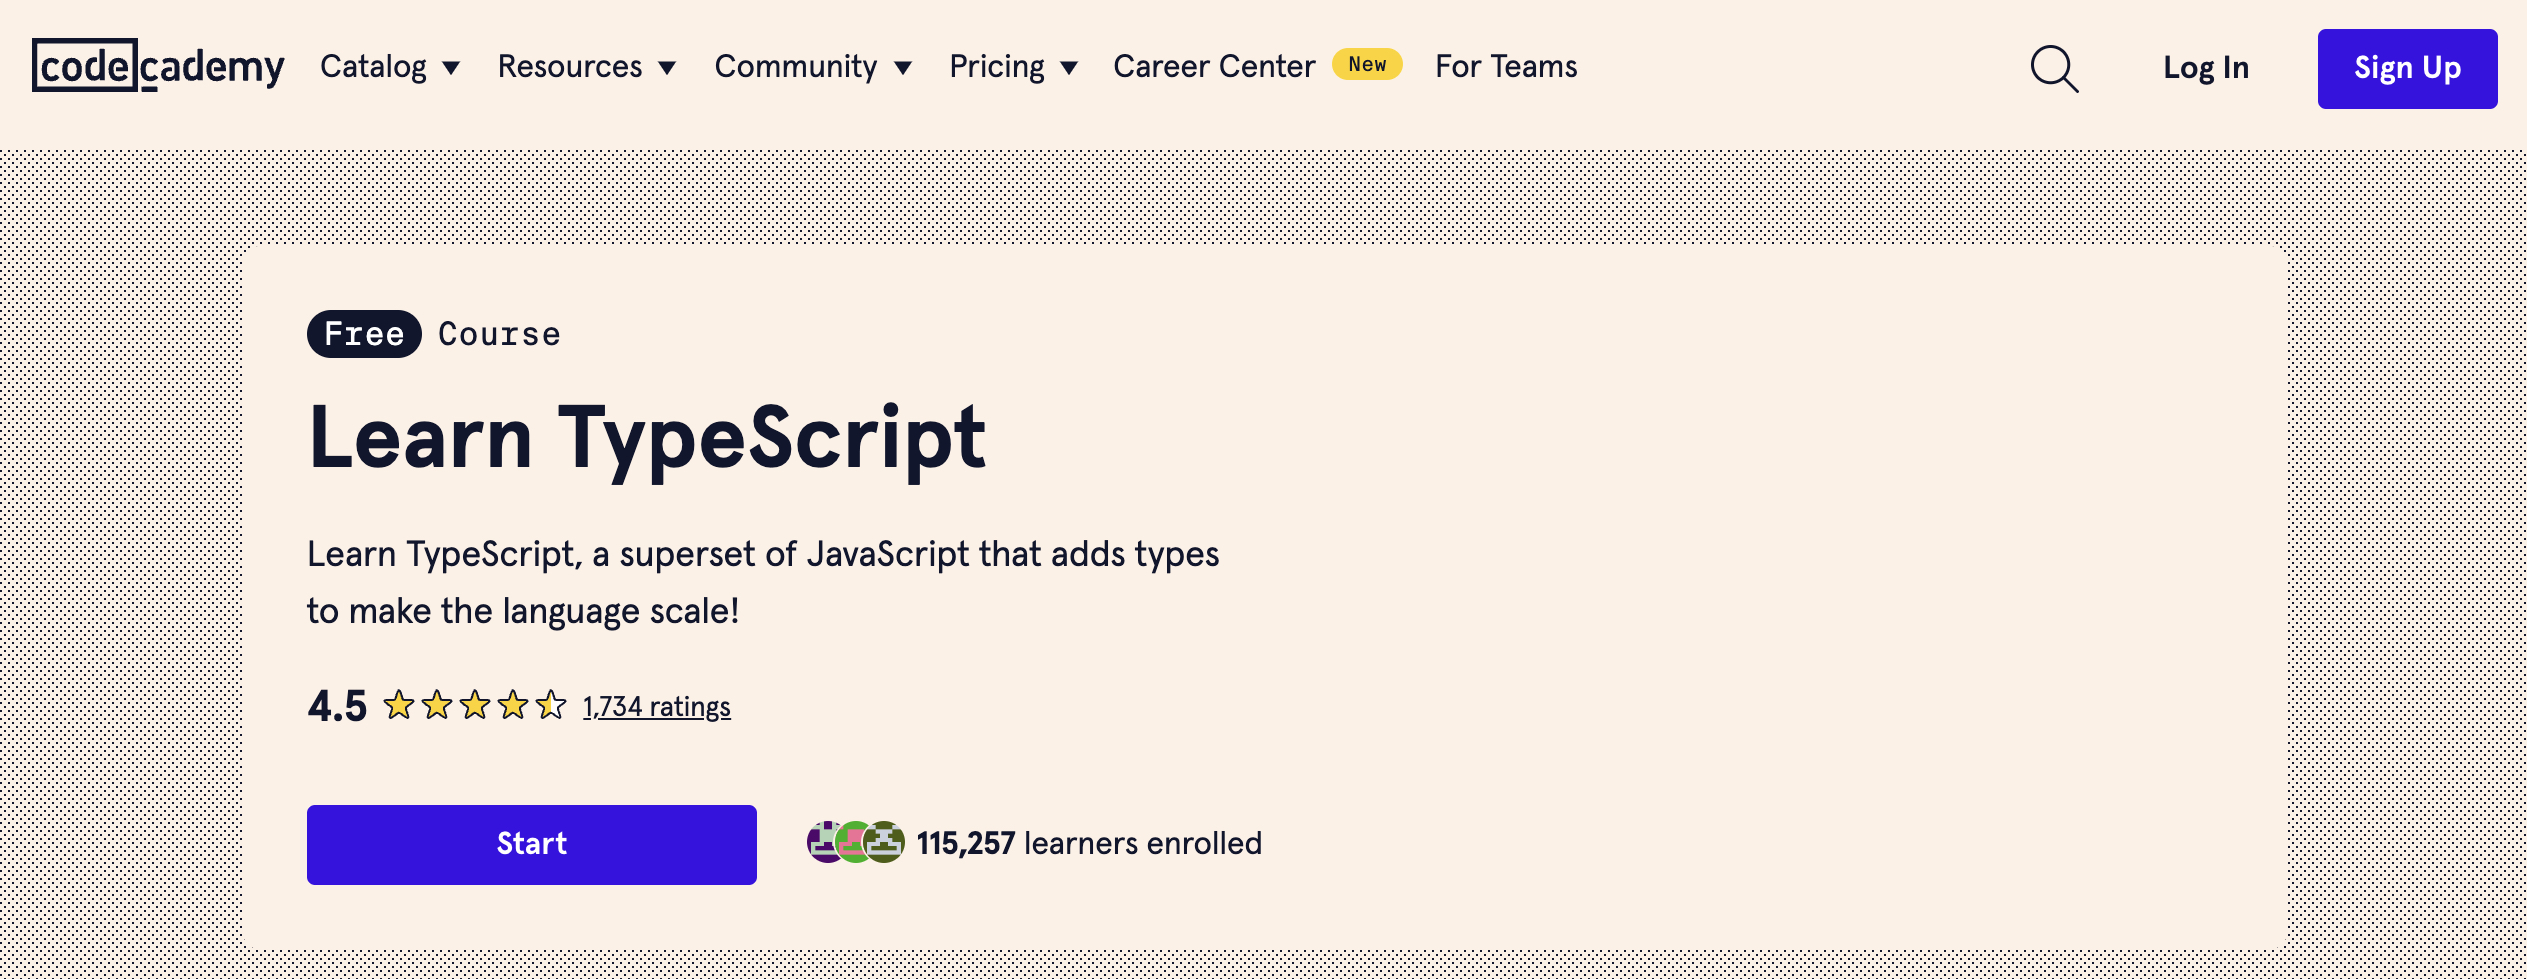 codecademy Catalog Resources Community Pricing Career Center New For Teams Log In Sign Up
Free Course
Learn TypeScript
Learn TypeScript, a superset of JavaScript that adds types
to make the language scale!
4.5 1,734 ratings
Start 115,257 learners enrolled